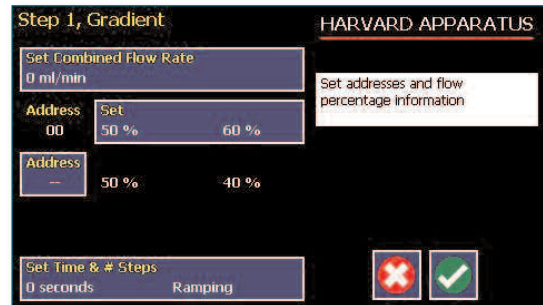 Step 1, Gradient
HARVARD APPARATUS
Set Combined Flow Rate
0 ml/min
Set addresses and flow
percentage information
Address Set
00 50 % 60 %
Address
-- 50 % 40 %
Set Time & # Steps
0 seconds Ramping